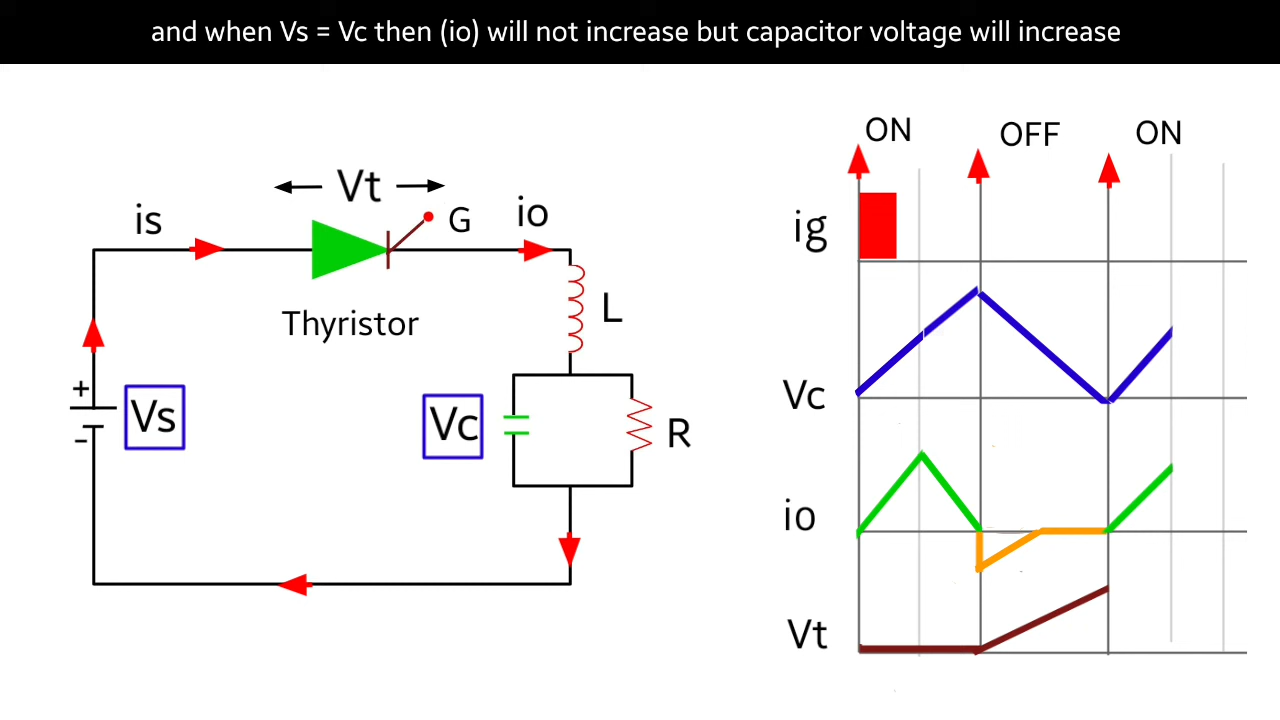 and when Vs = Vc then (io) will not increase but capacitor voltage will increase
Vt
is
G
io
Thyristor
L
+
Vs
-
Vc
R
ON
OFF
ON
ig
Vc
io
Vt